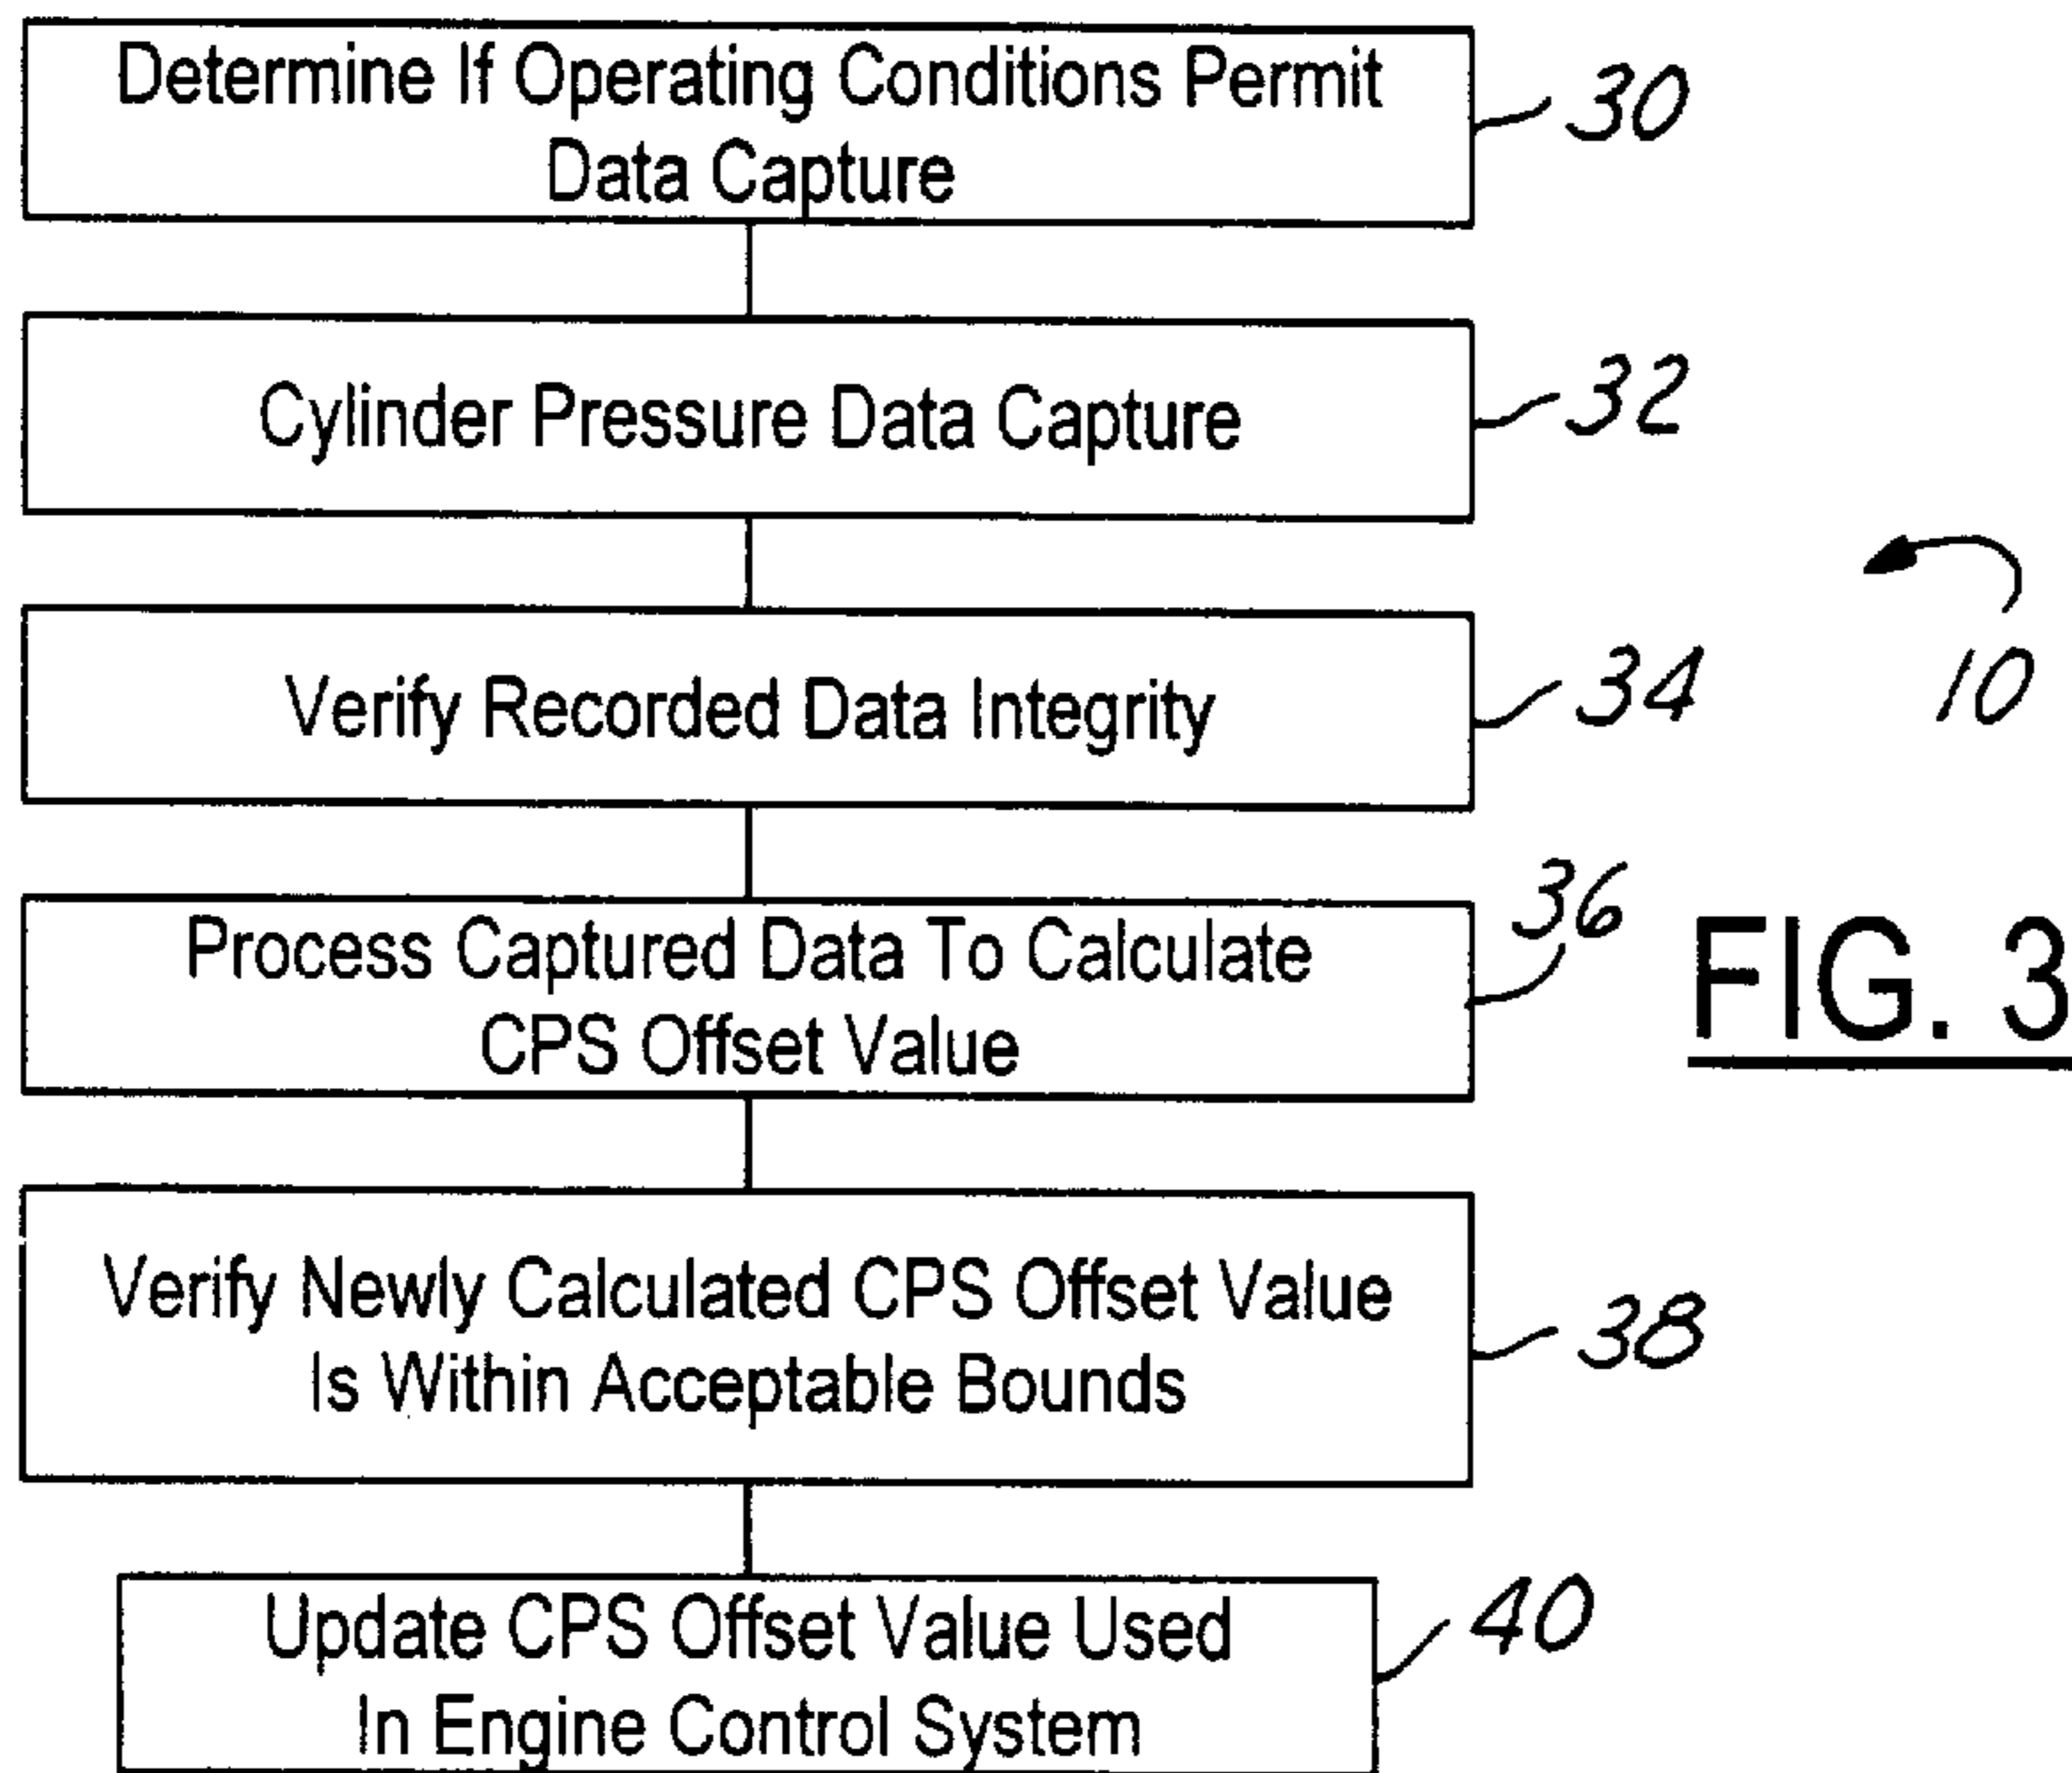 Determine If Operating Conditions Permit
Data Capture
30
Cylinder Pressure Data Capture
32
Verify Recorded Data Integrity
34
10
Process Captured Data To Calculate
CPS Offset Value
36
FIG. 3
Verify Newly Calculated CPS Offset Value
Is Within Acceptable Bounds
38
Update CPS Offset Value Used
In Engine Control System
40